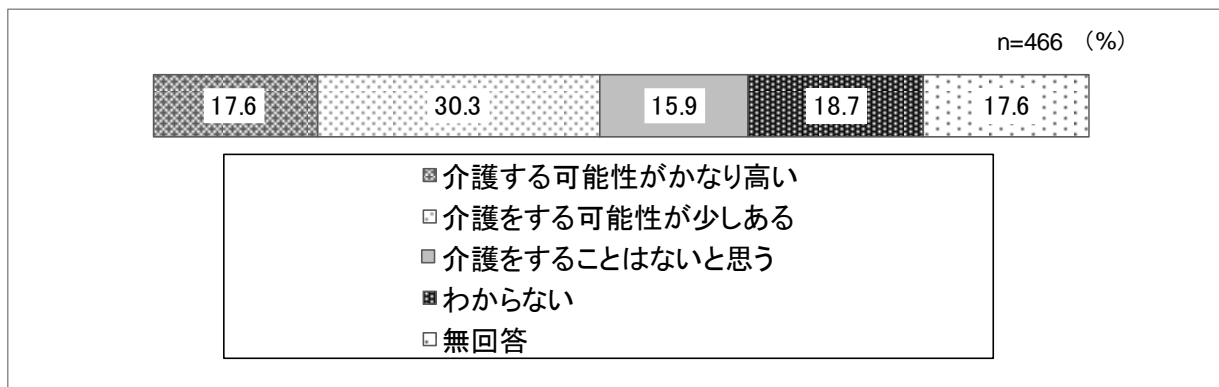 n=466 （%）
17.6 30.3 15.9 18.7 17.6
介護する可能性がかなり高い
介護をする可能性が少しある
介護をすることはないと思う
わからない
無回答